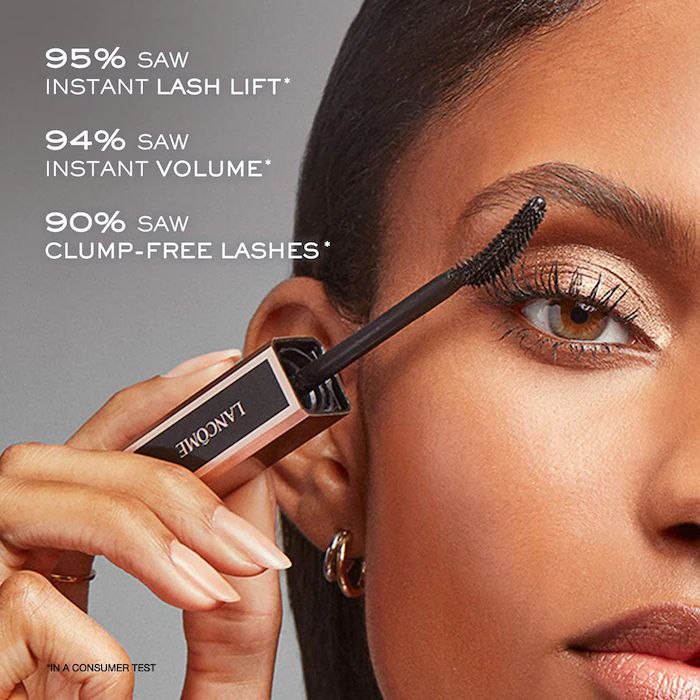 95% SAW
INSTANT LASH LIFT*
94% SAW
INSTANT VOLUME*
90% SAW
CLUMP-FREE LASHES*
LANCÔME
*IN A CONSUMER TEST